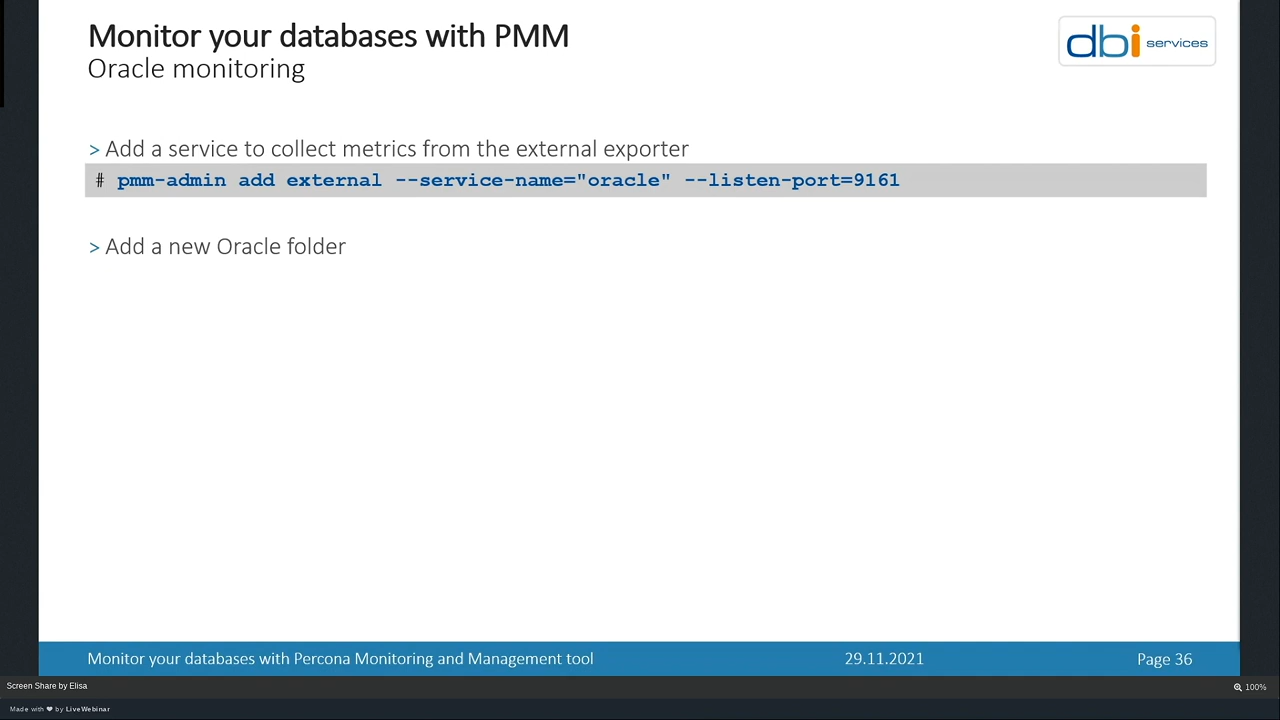 Monitor your databases with PMM
Oracle monitoring
dbi services
> Add a service to collect metrics from the external exporter
# pmm-admin add external --service-name="oracle" --listen-port=9161
> Add a new Oracle folder
Monitor your databases with Percona Monitoring and Management tool 29.11.2021 Page 36
Screen Share by Elisa 100%
Made with ❤ by LiveWebinar